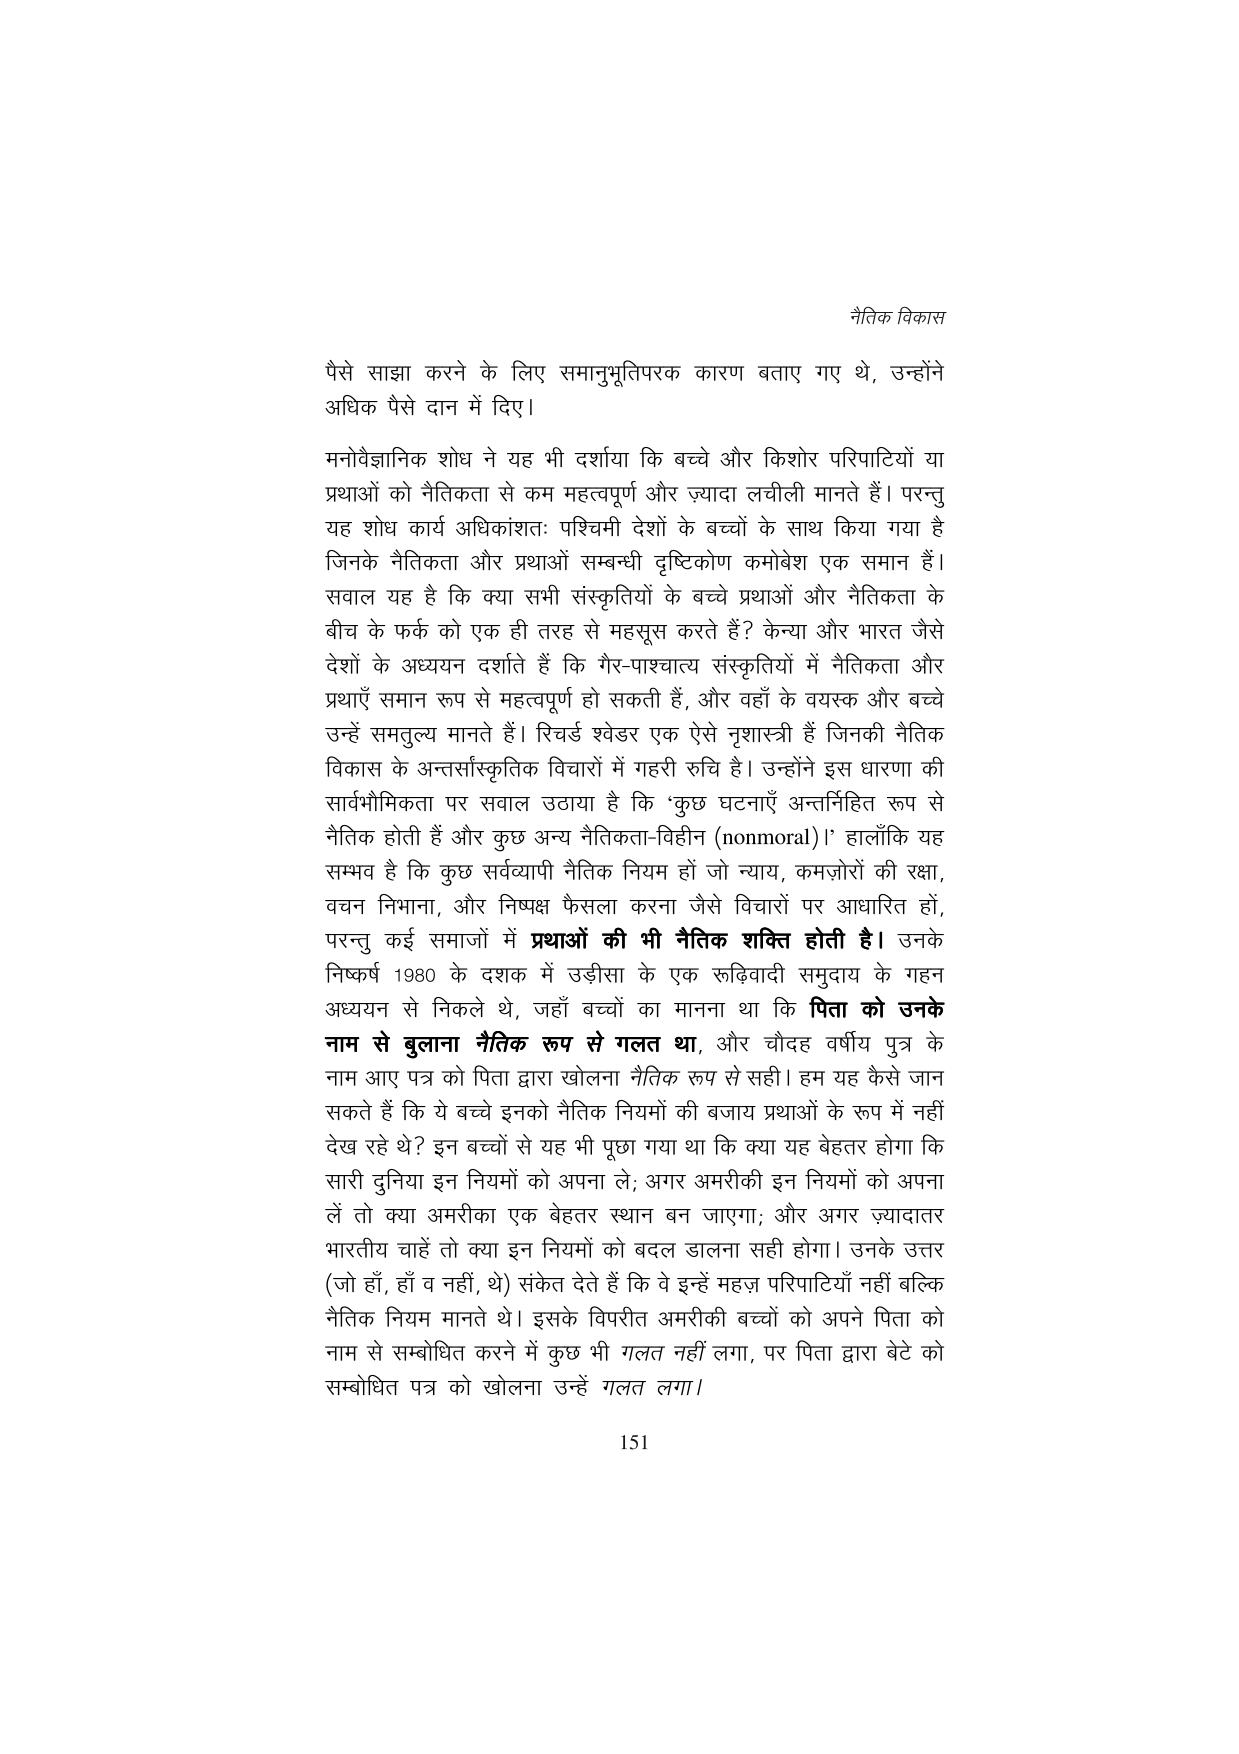 नैतिक विकास
पैसे साझा करने के लिए समानुभूतिपरक कारण बताए गए थे, उन्होंने
अधिक पैसे दान में दिए।
मनोवैज्ञानिक शोध ने यह भी दर्शाया कि बच्चे और किशोर परिपाटियों या
प्रथाओं को नैतिकता से कम महत्वपूर्ण और ज़्यादा लचीली मानते हैं। परन्तु
यह शोध कार्य अधिकांशतः पश्चिमी देशों के बच्चों के साथ किया गया है
जिनके नैतिकता और प्रथाओं सम्बन्धी दृष्टिकोण कमोबेश एक समान हैं।
सवाल यह है कि क्या सभी संस्कृतियों के बच्चे प्रथाओं और नैतिकता के
बीच के फर्क को एक ही तरह से महसूस करते हैं? केन्या और भारत जैसे
देशों के अध्ययन दर्शाते हैं कि गैर-पाश्चात्य संस्कृतियों में नैतिकता और
प्रथाएँ समान रूप से महत्वपूर्ण हो सकती हैं, और वहाँ के वयस्क और बच्चे
उन्हें समतुल्य मानते हैं। रिचर्ड श्वेडर एक ऐसे नृशास्त्री हैं जिनकी नैतिक
विकास के अन्तर्सांस्कृतिक विचारों में गहरी रुचि है। उन्होंने इस धारणा की
सार्वभौमिकता पर सवाल उठाया है कि ‘कुछ घटनाएँ अन्तर्निहित रूप से
नैतिक होती हैं और कुछ अन्य नैतिकता-विहीन (nonmoral)।’ हालाँकि यह
सम्भव है कि कुछ सर्वव्यापी नैतिक नियम हों जो न्याय, कमज़ोरों की रक्षा,
वचन निभाना, और निष्पक्ष फैसला करना जैसे विचारों पर आधारित हों,
परन्तु कई समाजों में प्रथाओं की भी नैतिक शक्ति होती है। उनके
निष्कर्ष 1980 के दशक में उड़ीसा के एक रूढ़िवादी समुदाय के गहन
अध्ययन से निकले थे, जहाँ बच्चों का मानना था कि पिता को उनके
नाम से बुलाना नैतिक रूप से गलत था, और चौदह वर्षीय पुत्र के
नाम आए पत्र को पिता द्वारा खोलना नैतिक रूप से सही। हम यह कैसे जान
सकते हैं कि ये बच्चे इनको नैतिक नियमों की बजाय प्रथाओं के रूप में नहीं
देख रहे थे? इन बच्चों से यह भी पूछा गया था कि क्या यह बेहतर होगा कि
सारी दुनिया इन नियमों को अपना ले; अगर अमरीकी इन नियमों को अपना
लें तो क्या अमरीका एक बेहतर स्थान बन जाएगा; और अगर ज़्यादातर
भारतीय चाहें तो क्या इन नियमों को बदल डालना सही होगा। उनके उत्तर
(जो हाँ, हाँ व नहीं, थे) संकेत देते हैं कि वे इन्हें महज़ परिपाटियाँ नहीं बल्कि
नैतिक नियम मानते थे। इसके विपरीत अमरीकी बच्चों को अपने पिता को
नाम से सम्बोधित करने में कुछ भी गलत नहीं लगा, पर पिता द्वारा बेटे को
सम्बोधित पत्र को खोलना उन्हें गलत लगा।
151